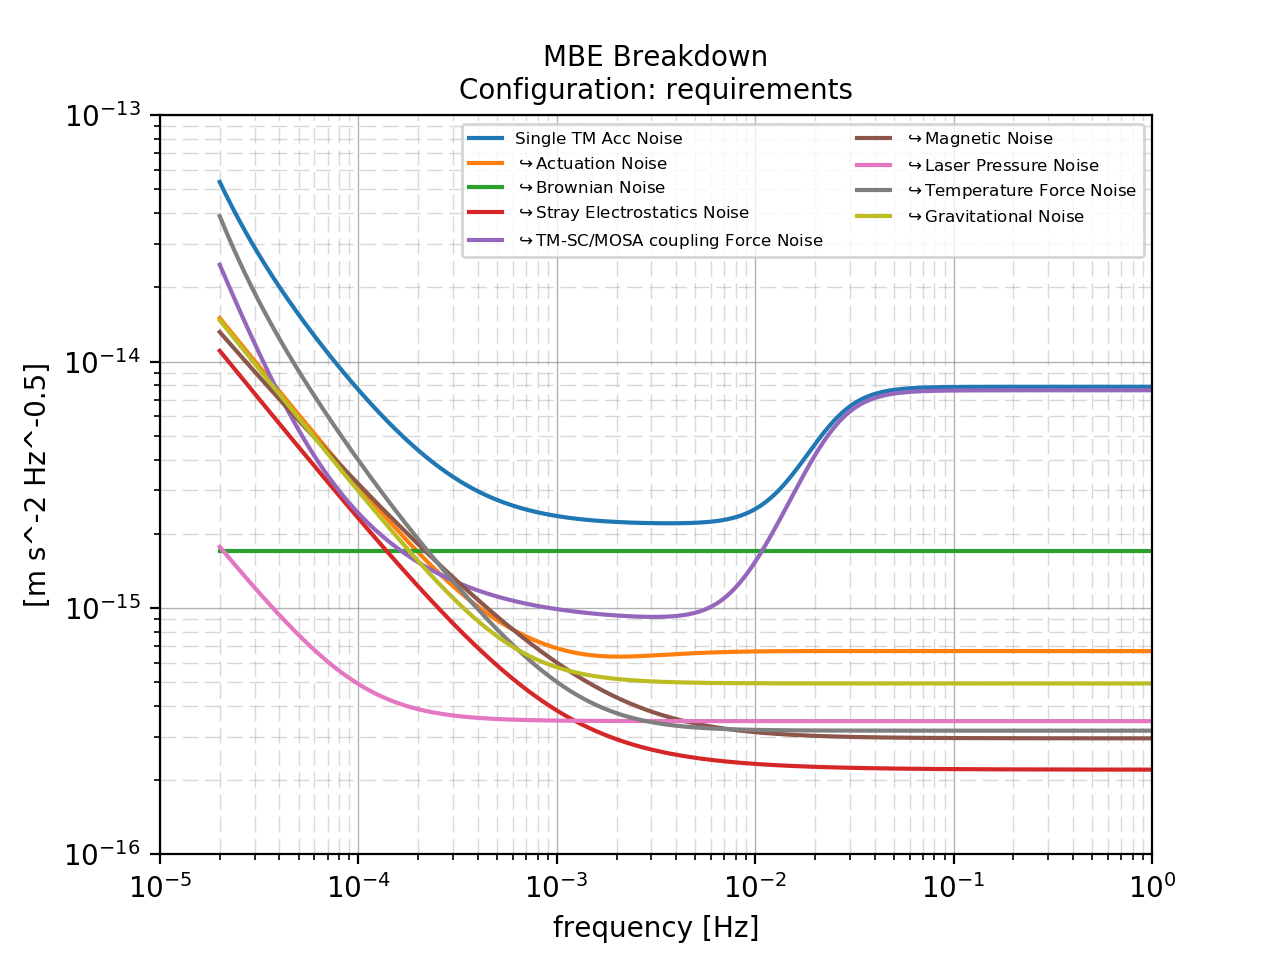 MBE Breakdown
Configuration: requirements
Single TM Acc Noise
↪Actuation Noise
↪Brownian Noise
↪Stray Electrostatics Noise
↪TM-SC/MOSA coupling Force Noise
↪Magnetic Noise
↪Laser Pressure Noise
↪Temperature Force Noise
↪Gravitational Noise
[m s^-2 Hz^-0.5]
10⁻¹³
10⁻¹⁴
10⁻¹⁵
10⁻¹⁶
10⁻⁵ 10⁻⁴ 10⁻³ 10⁻² 10⁻¹ 10⁰
frequency [Hz]